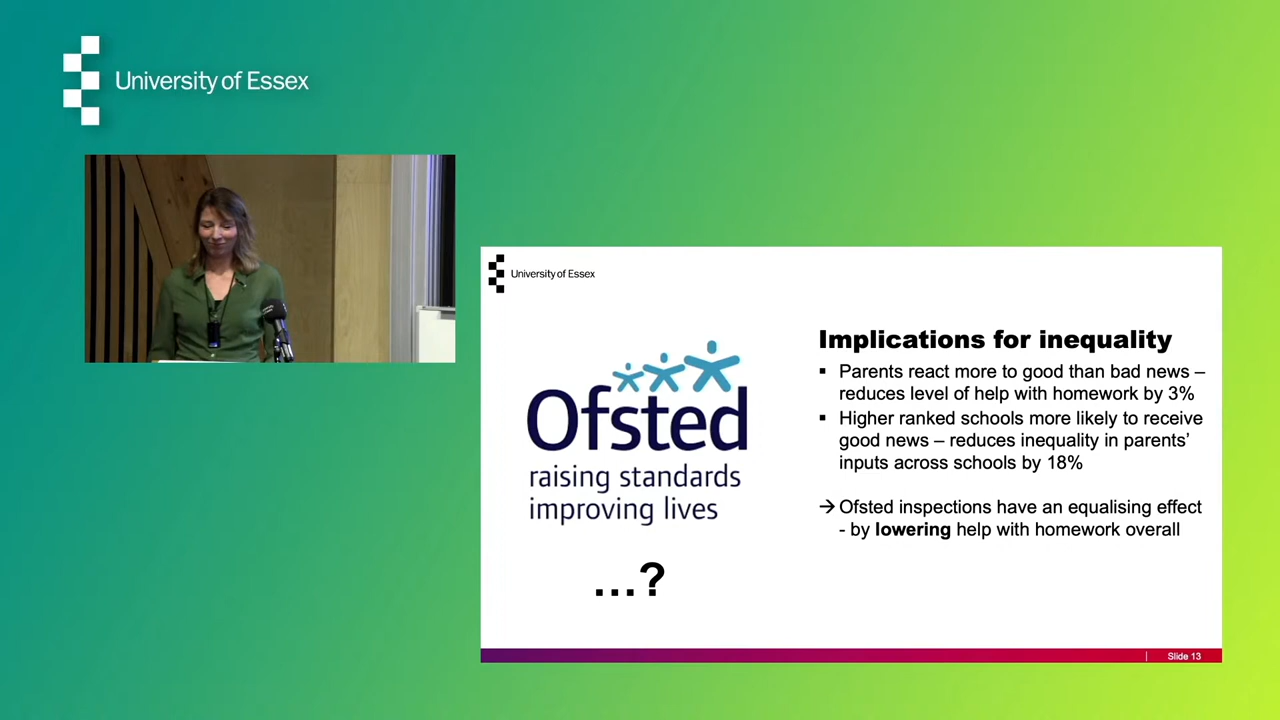 University of Essex
University of Essex
Ofsted
raising standards
improving lives
...?
Implications for inequality
▪ Parents react more to good than bad news –
reduces level of help with homework by 3%
▪ Higher ranked schools more likely to receive
good news – reduces inequality in parents’
inputs across schools by 18%
→ Ofsted inspections have an equalising effect
- by lowering help with homework overall
Slide 13